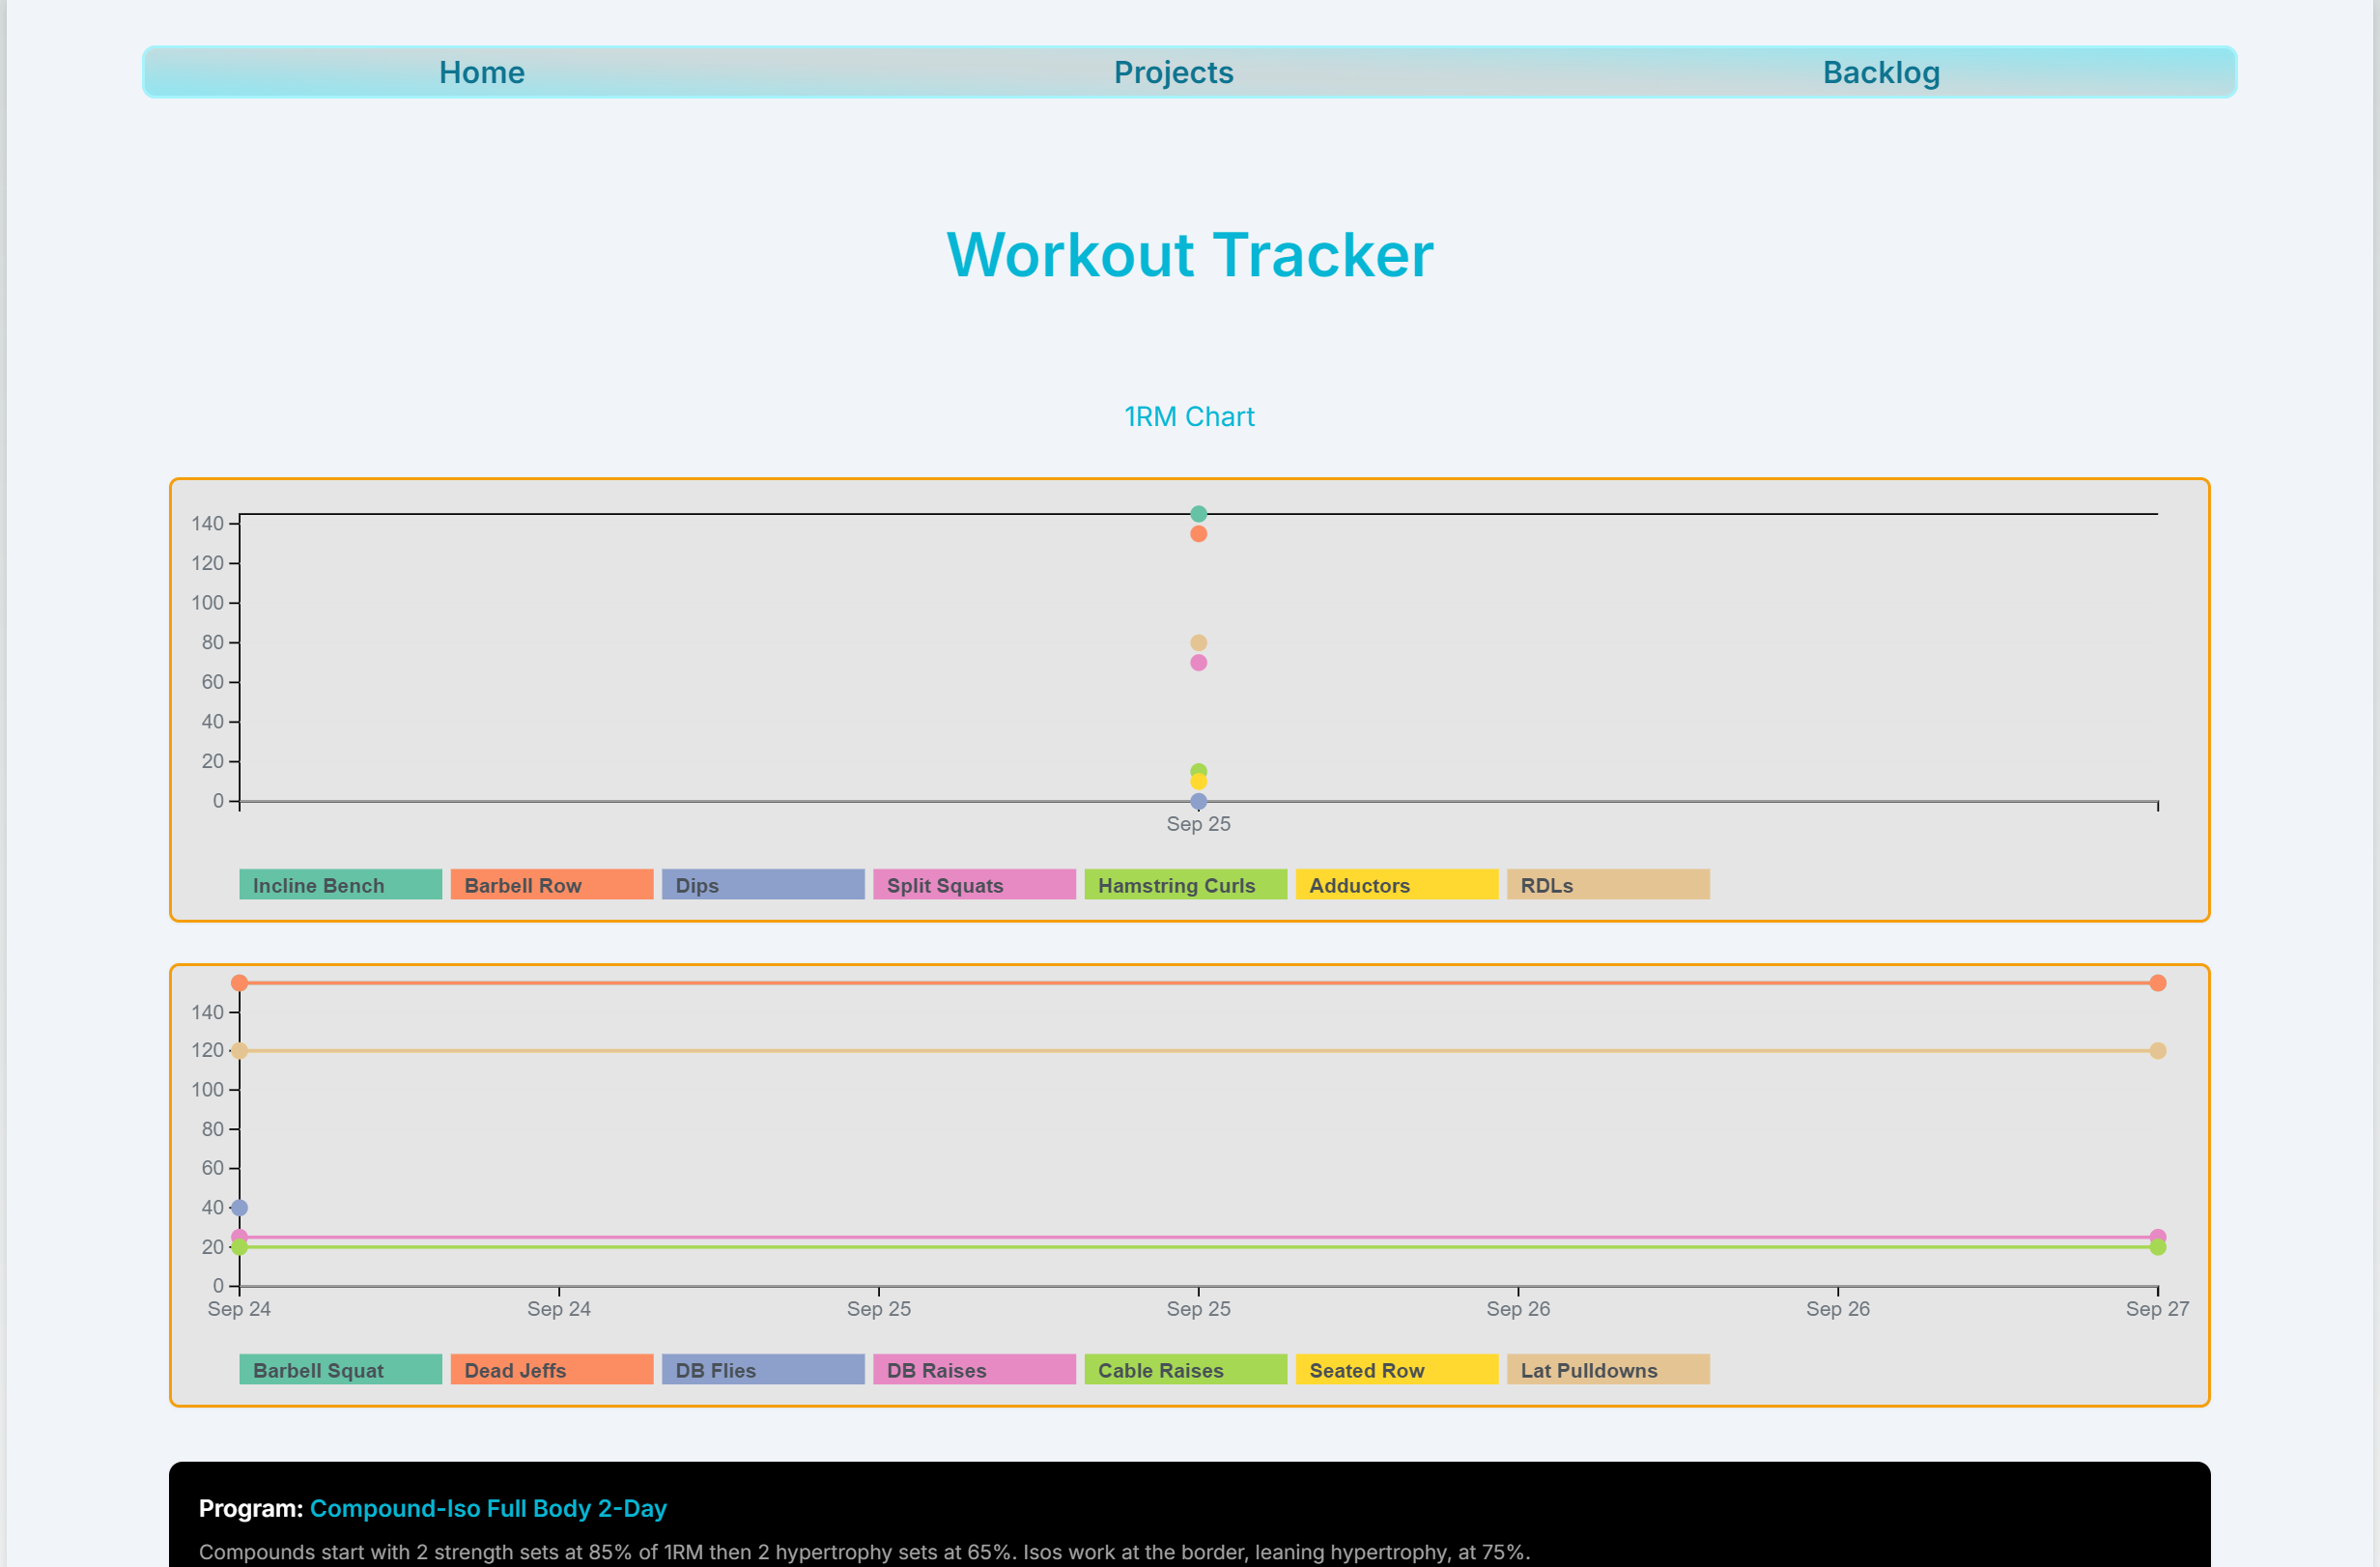 Home Projects Backlog
Workout Tracker
1RM Chart
140
120
100
80
60
40
20
0
Sep 25
Incline Bench Barbell Row Dips Split Squats Hamstring Curls Adductors RDLs
140
120
100
80
60
40
20
0
Sep 24 Sep 24 Sep 25 Sep 25 Sep 26 Sep 26 Sep 27
Barbell Squat Dead Jeffs DB Flies DB Raises Cable Raises Seated Row Lat Pulldowns
Program: Compound-Iso Full Body 2-Day
Compounds start with 2 strength sets at 85% of 1RM then 2 hypertrophy sets at 65%. Isos work at the border, leaning hypertrophy, at 75%.